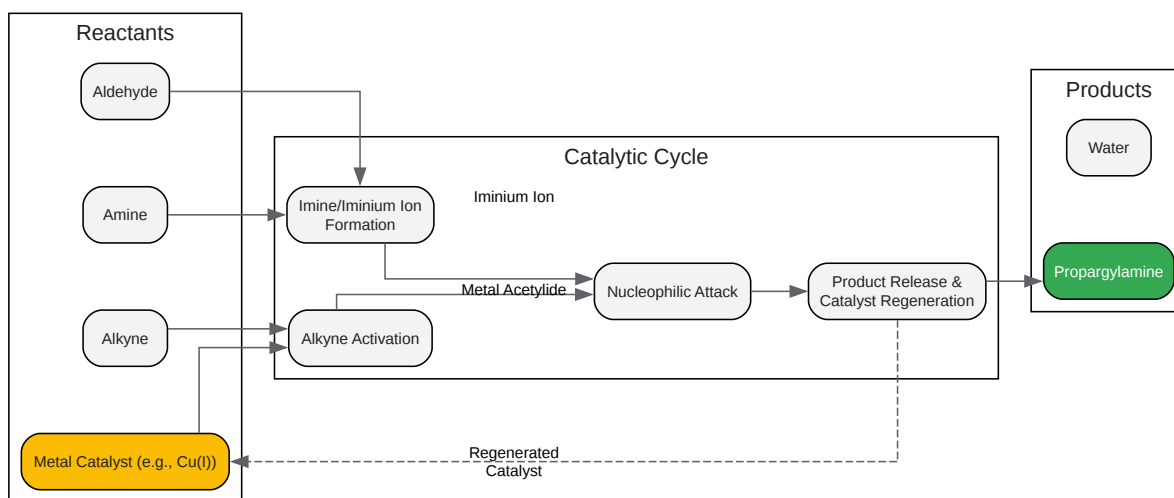 Reactants
Aldehyde
Amine
Alkyne
Metal Catalyst (e.g., Cu(I))
Catalytic Cycle
Imine/Iminium Ion
Formation
Iminium Ion
Alkyne Activation
Metal Acetylide
Nucleophilic Attack
Product Release &
Catalyst Regeneration
Regenerated
Catalyst
Products
Water
Propargylamine